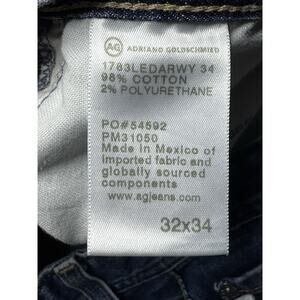 AG ADRIANO GOLDSCHMIED
1783LEDARWY 34
98% COTTON
2% POLYURETHANE
PO#54592
PM31050
Made in Mexico of
imported fabric and
globally sourced
components
www.agjeans.com
32x34